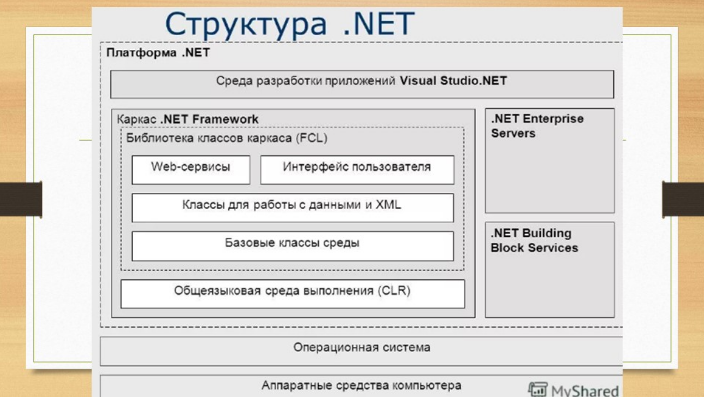 Структура .NET
Платформа .NET
Среда разработки приложений Visual Studio.NET
Каркас .NET Framework
Библиотека классов каркаса (FCL)
Web-сервисы
Интерфейс пользователя
Классы для работы с данными и XML
Базовые классы среды
Общеязыковая среда выполнения (CLR)
.NET Enterprise
Servers
.NET Building
Block Services
Операционная система
Аппаратные средства компьютера
MyShared